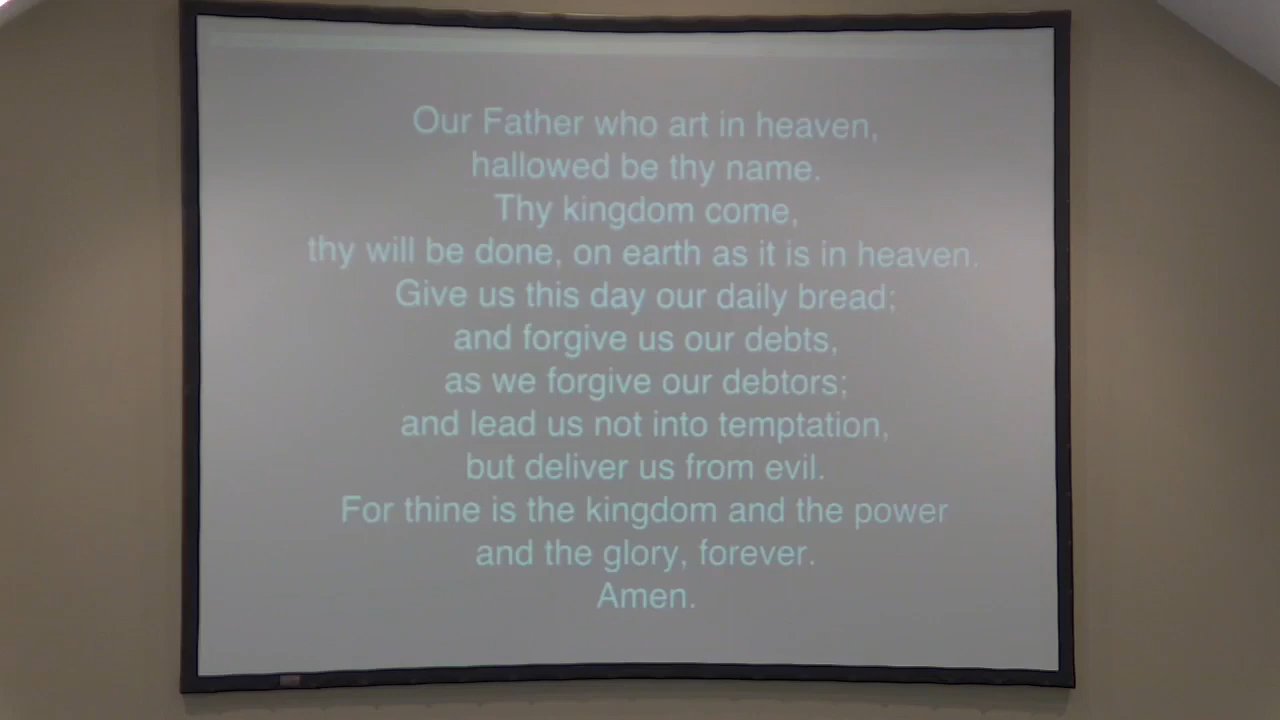 Our Father who art in heaven,
hallowed be thy name.
Thy kingdom come,
thy will be done, on earth as it is in heaven.
Give us this day our daily bread;
and forgive us our debts,
as we forgive our debtors;
and lead us not into temptation,
but deliver us from evil.
For thine is the kingdom and the power
and the glory, forever.
Amen.